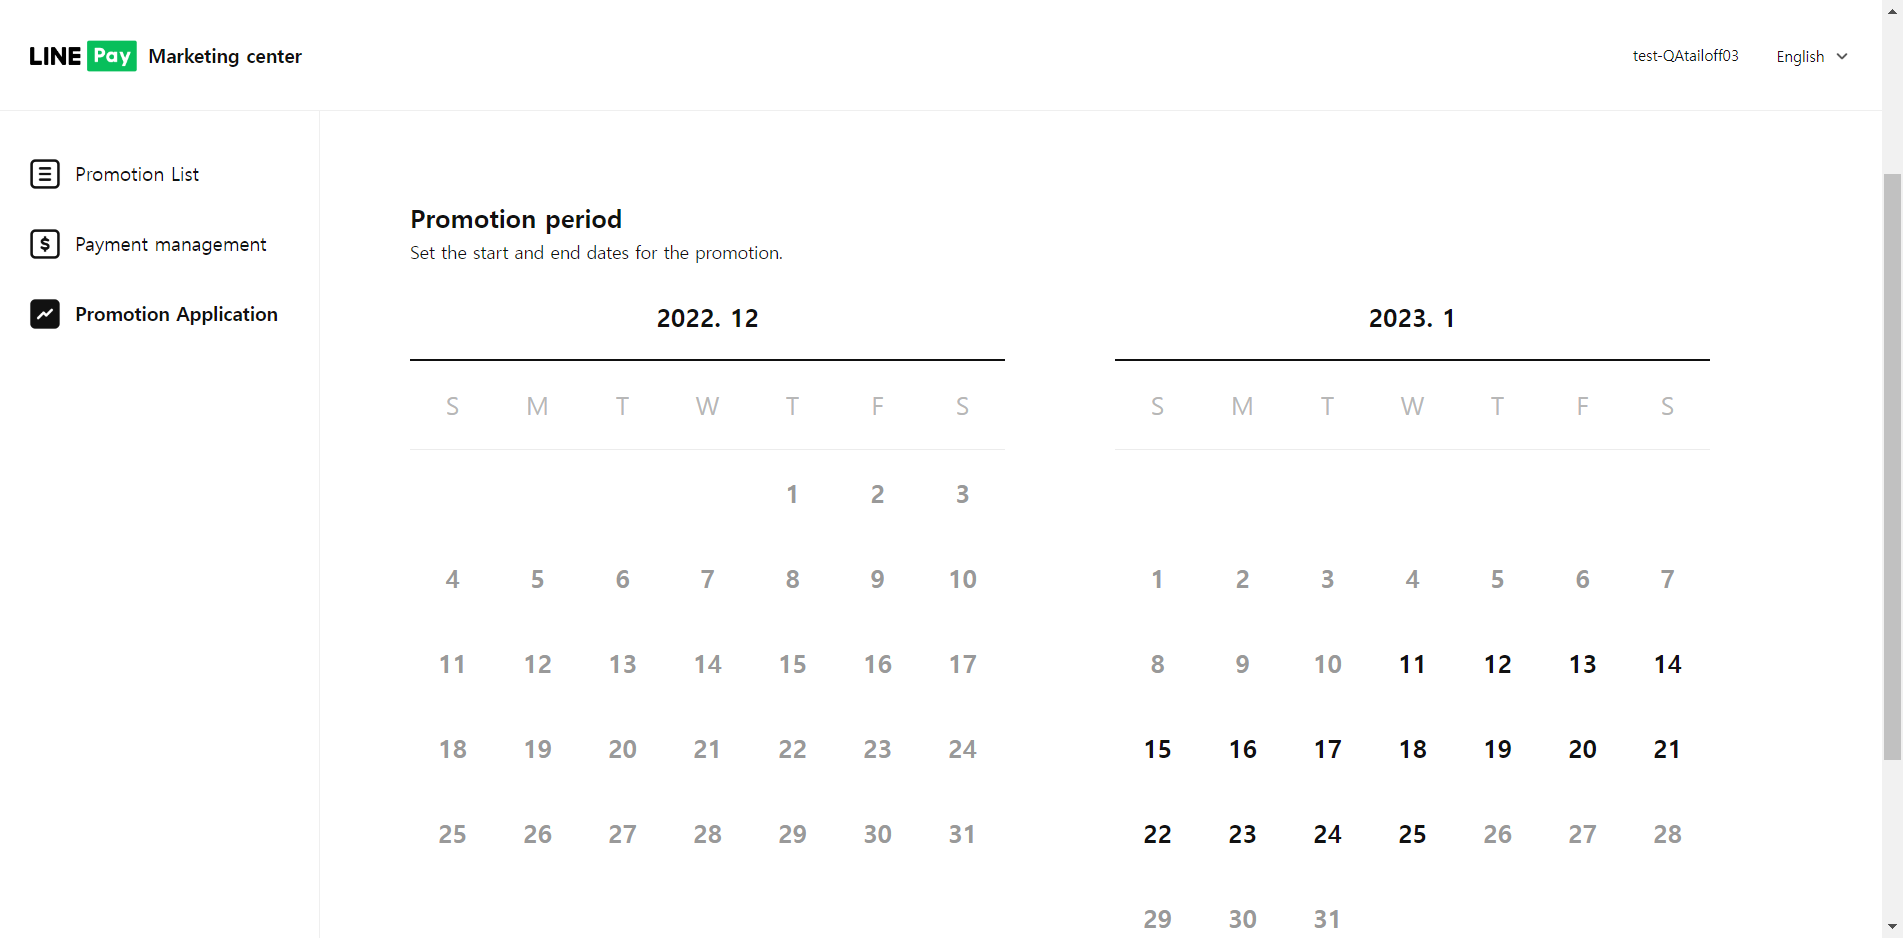 LINE Pay Marketing center
test-QAtailoff03 English
Promotion List
Payment management
Promotion Application
Promotion period
Set the start and end dates for the promotion.
2022. 12
S M T W T F S
1 2 3
4 5 6 7 8 9 10
11 12 13 14 15 16 17
18 19 20 21 22 23 24
25 26 27 28 29 30 31
2023. 1
S M T W T F S
1 2 3 4 5 6 7
8 9 10 11 12 13 14
15 16 17 18 19 20 21
22 23 24 25 26 27 28
29 30 31